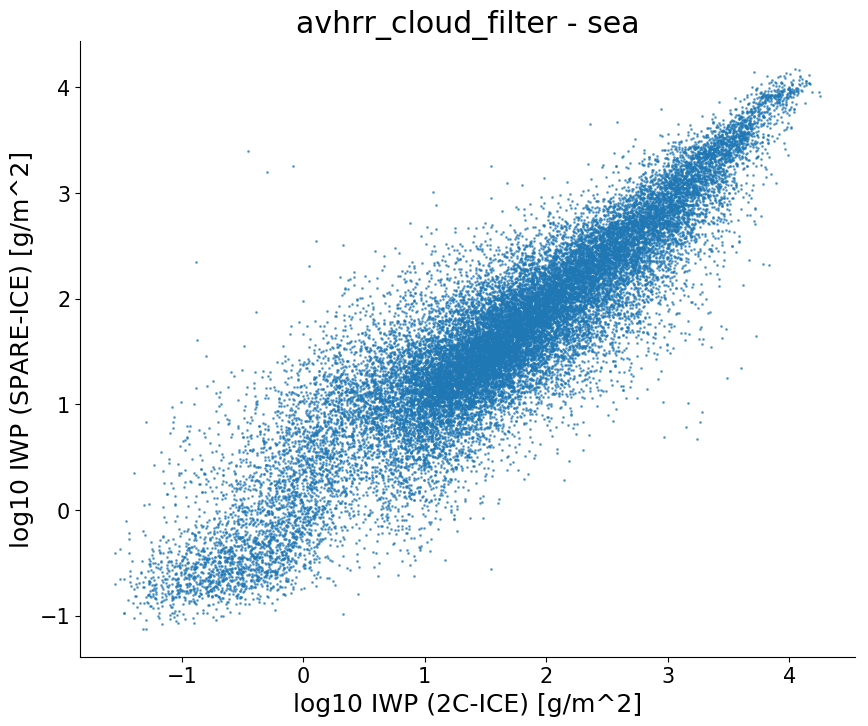 avhrr_cloud_filter - sea
log10 IWP (SPARE-ICE) [g/m^2]
4
3
2
1
0
−1
−1 0 1 2 3 4
log10 IWP (2C-ICE) [g/m^2]